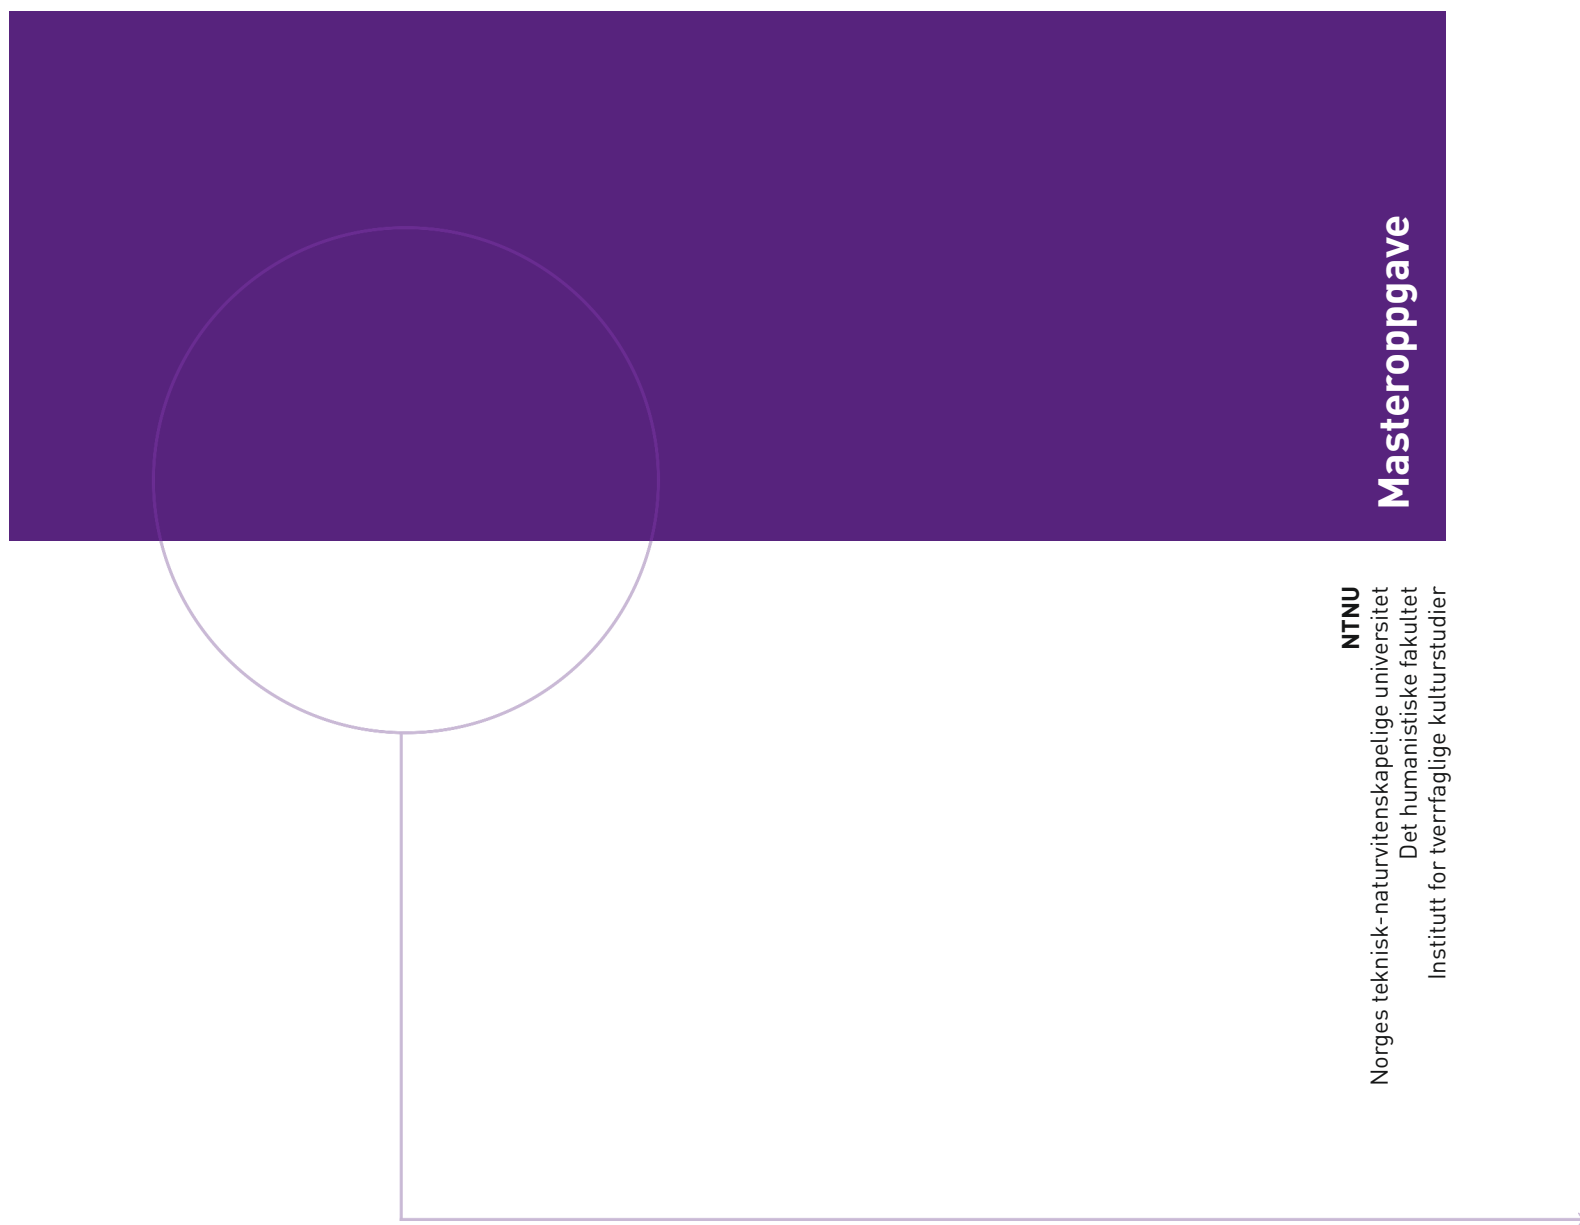 Masteroppgave
NTNU
Norges teknisk-naturvitenskapelige universitet
Det humanistiske fakultet
Institutt for tverrfaglige kulturstudier